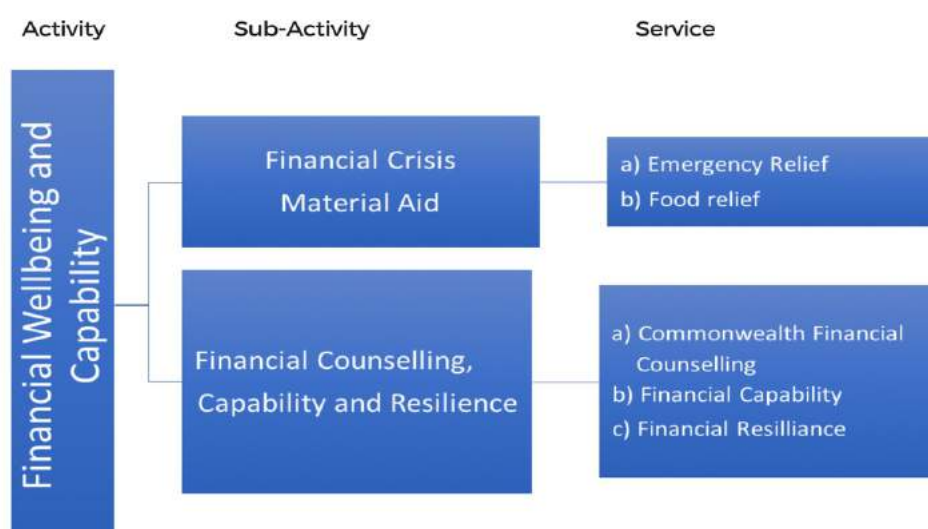 Activity
Sub-Activity
Service
Financial Wellbeing and
Capability
Financial Crisis
Material Aid
a) Emergency Relief
b) Food relief
Financial Counselling,
Capability and Resilience
a) Commonwealth Financial
Counselling
b) Financial Capability
c) Financial Resilliance